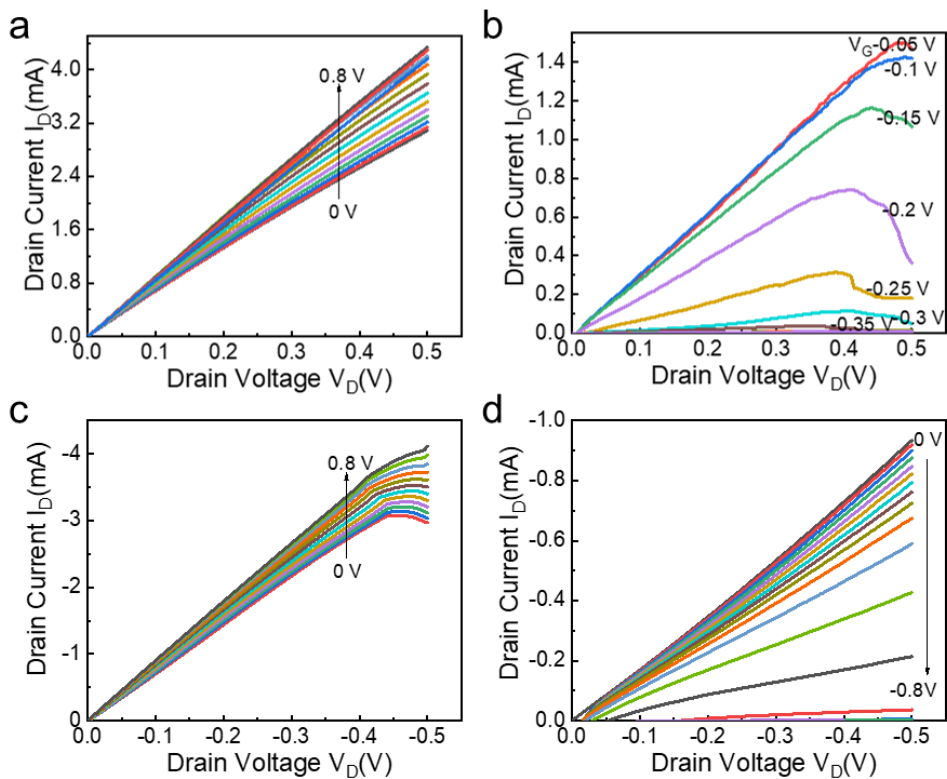 a
4.0
3.2
2.4
1.6
0.8
0.0
Drain Current I_D(mA)
0.8 V
0 V
0.0 0.1 0.2 0.3 0.4 0.5
Drain Voltage V_D(V)
b
1.4
1.2
1.0
0.8
0.6
0.4
0.2
0.0
Drain Current I_D(mA)
V_G-0.05 V
-0.1 V
-0.15 V
-0.2 V
-0.25 V
-0.3 V
-0.35 V
0.0 0.1 0.2 0.3 0.4 0.5
Drain Voltage V_D(V)
c
-4
-3
-2
-1
0
Drain Current I_D(mA)
0.8 V
0 V
0.0 -0.1 -0.2 -0.3 -0.4 -0.5
Drain Voltage V_D(V)
d
-1.0
-0.8
-0.6
-0.4
-0.2
0.0
Drain Current I_D(mA)
0 V
-0.8V
0.0 -0.1 -0.2 -0.3 -0.4 -0.5
Drain Voltage V_D(V)